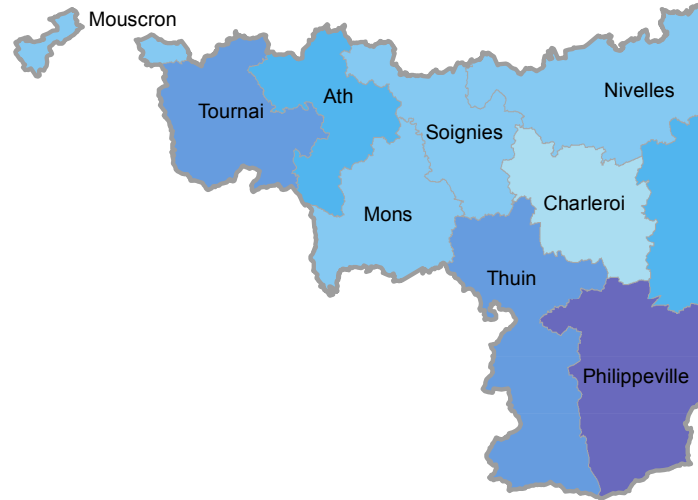 Mouscron
Nivelles
Ath
Tournai
Soignies
Charleroi
Mons
Thuin
Philippeville